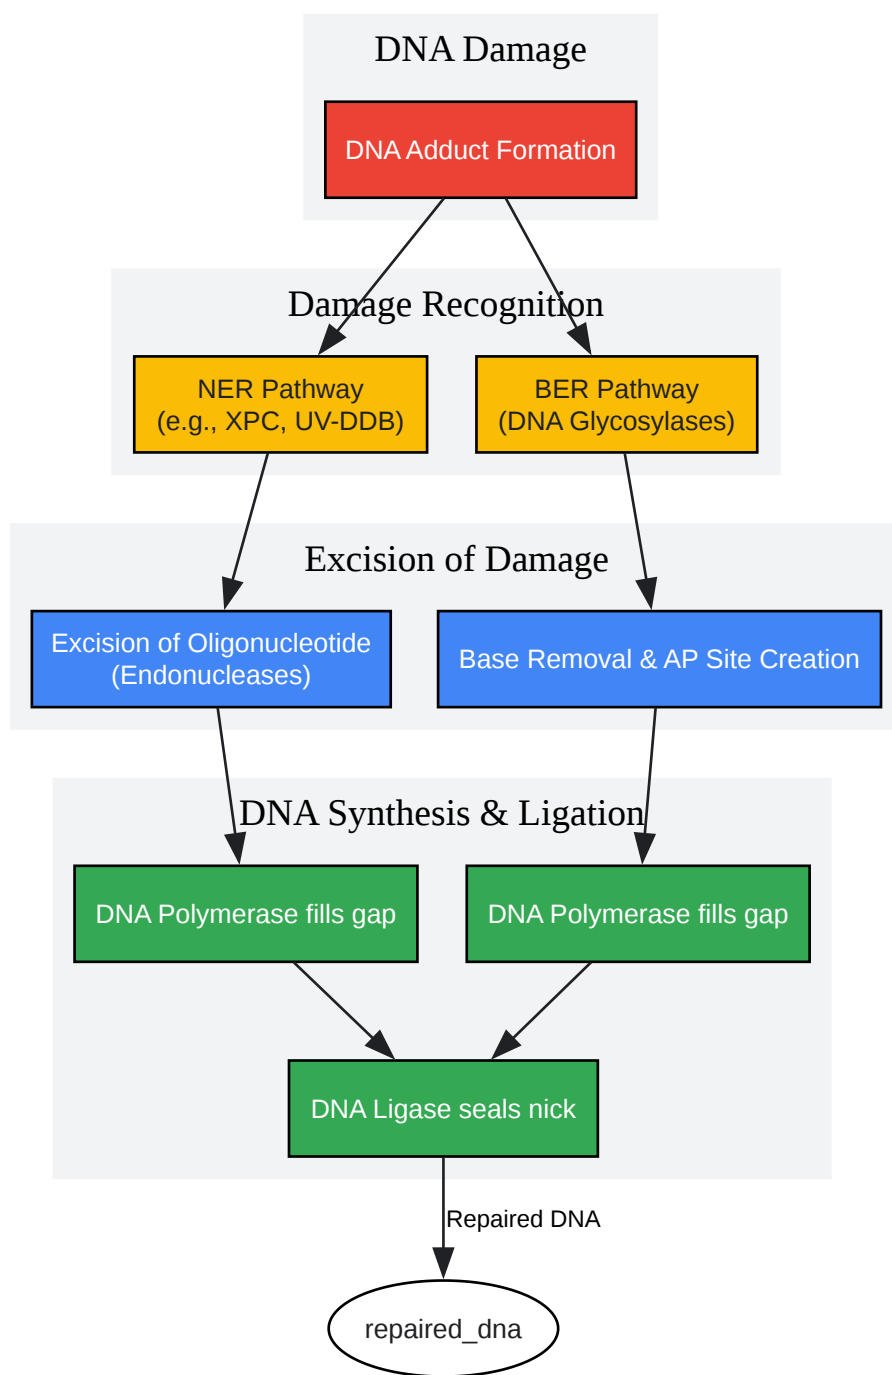 DNA Damage
DNA Adduct Formation
Damage Recognition
NER Pathway
(e.g., XPC, UV-DDB)
BER Pathway
(DNA Glycosylases)
Excision of Damage
Excision of Oligonucleotide
(Endonucleases)
Base Removal & AP Site Creation
DNA Synthesis & Ligation
DNA Polymerase fills gap
DNA Polymerase fills gap
DNA Ligase seals nick
Repaired DNA
repaired_dna